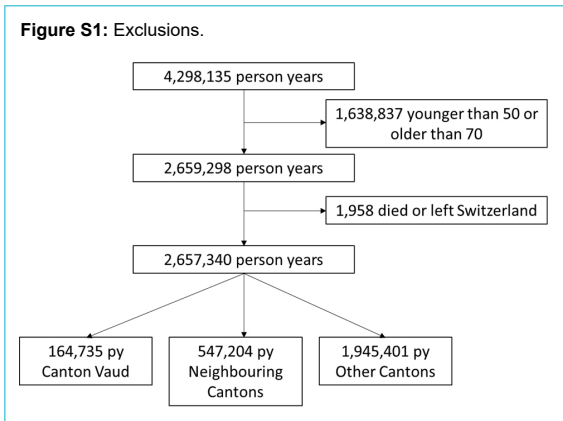 Figure S1: Exclusions.
4,298,135 person years
1,638,837 younger than 50 or
older than 70
2,659,298 person years
1,958 died or left Switzerland
2,657,340 person years
164,735 py
Canton Vaud
547,204 py
Neighbouring
Cantons
1,945,401 py
Other Cantons